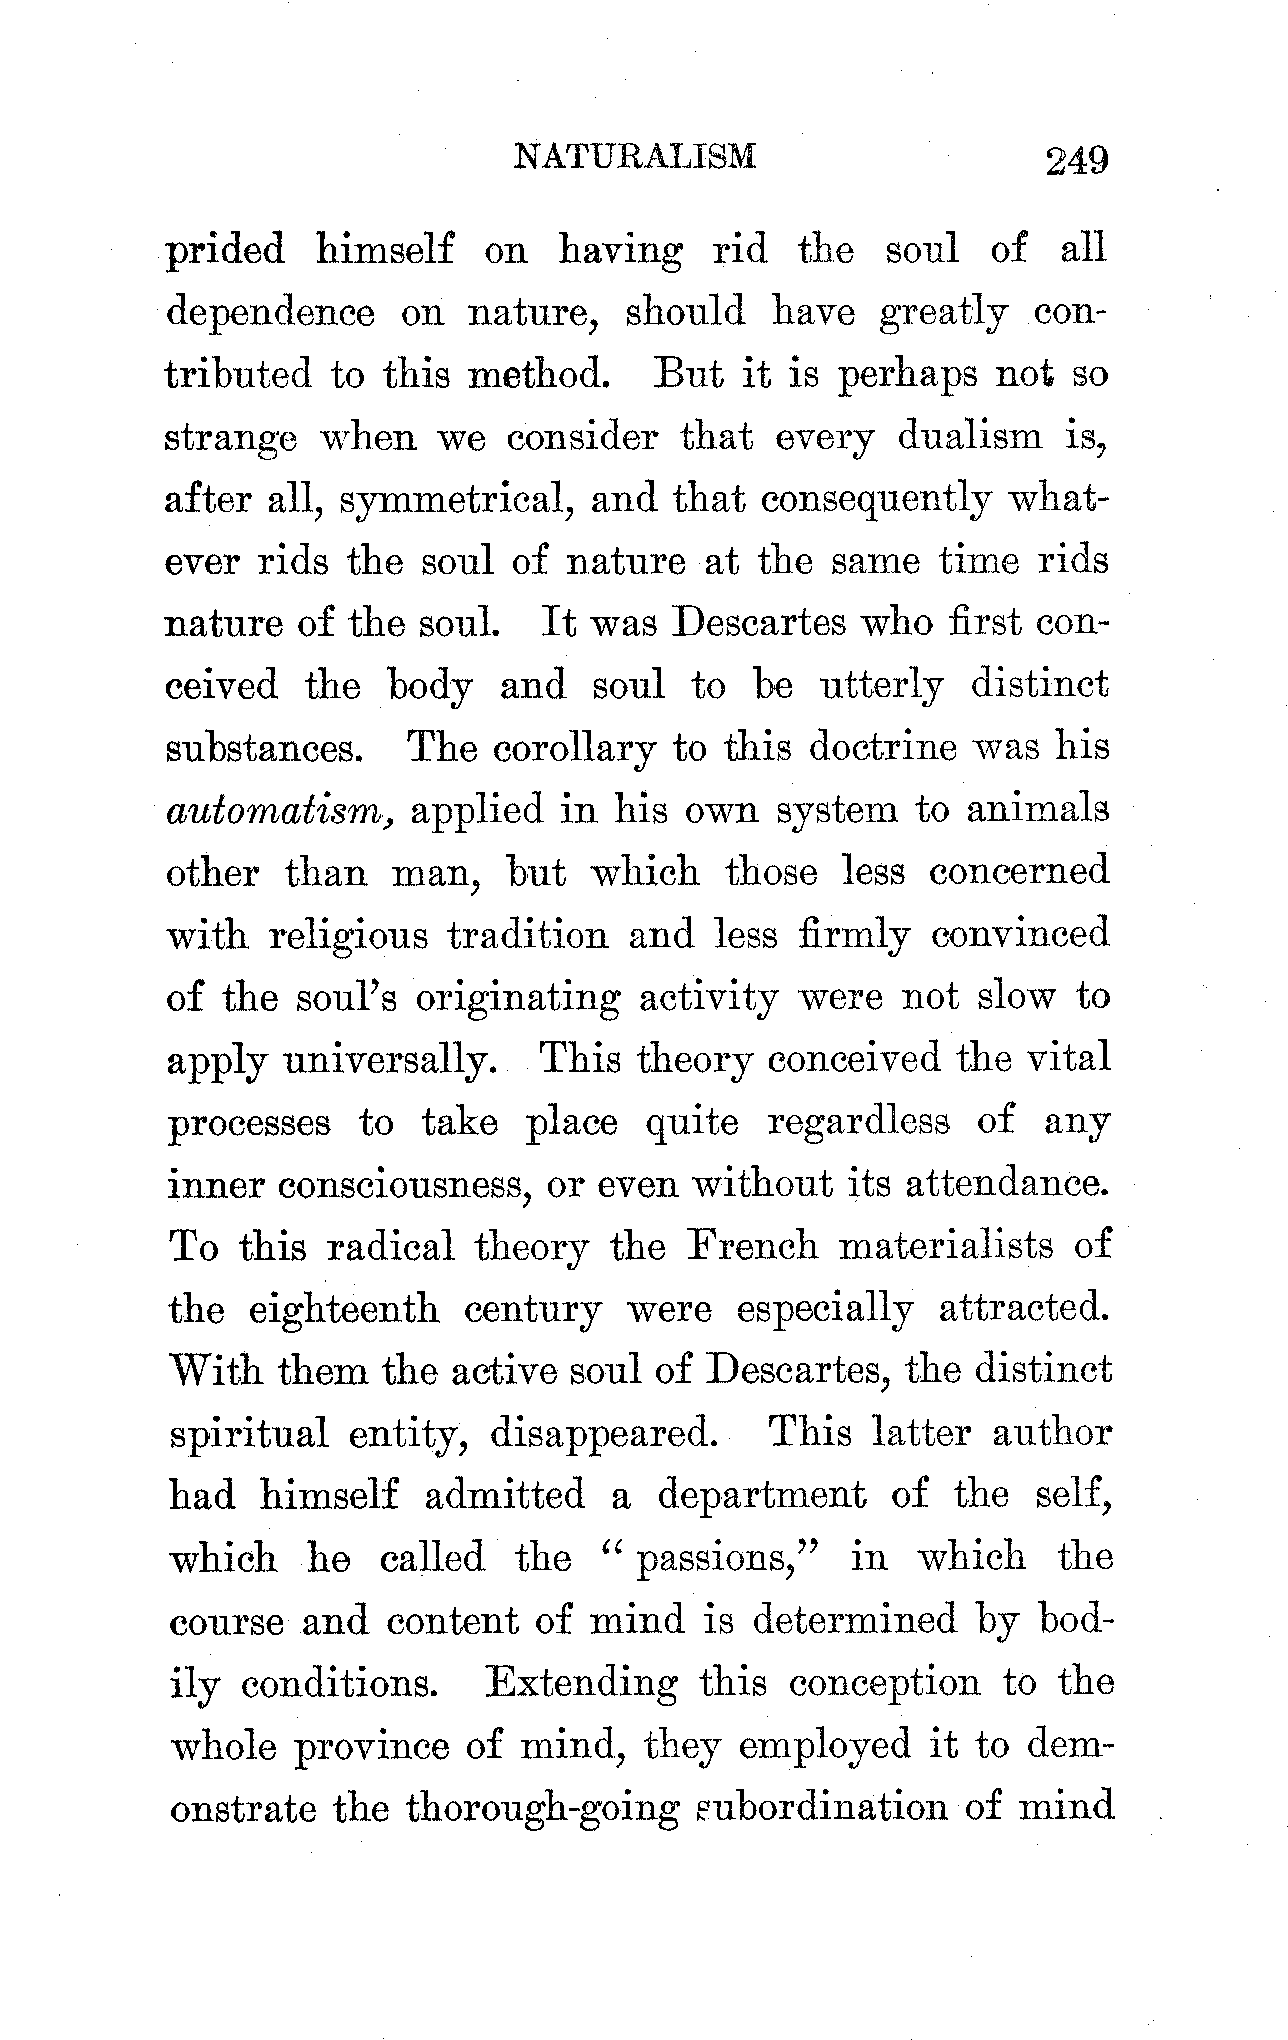 NATURALISM 249
prided himself on having rid the soul of all
dependence on nature, should have greatly con-
tributed to this method. But it is perhaps not so
strange when we consider that every dualism is,
after all, symmetrical, and that consequently what-
ever rids the soul of nature at the same time rids
nature of the soul. It was Descartes who first con-
ceived the body and soul to be utterly distinct
substances. The corollary to this doctrine was his
automatism, applied in his own system to animals
other than man, but which those less concerned
with religious tradition and less firmly convinced
of the soul's originating activity were not slow to
apply universally. This theory conceived the vital
processes to take place quite regardless of any
inner consciousness, or even without its attendance.
To this radical theory the French materialists of
the eighteenth century were especially attracted.
With them the active soul of Descartes, the distinct
spiritual entity, disappeared. This latter author
had himself admitted a department of the self,
which he called the "passions," in which the
course and content of mind is determined by bod-
ily conditions. Extending this conception to the
whole province of mind, they employed it to dem-
onstrate the thorough-going subordination of mind